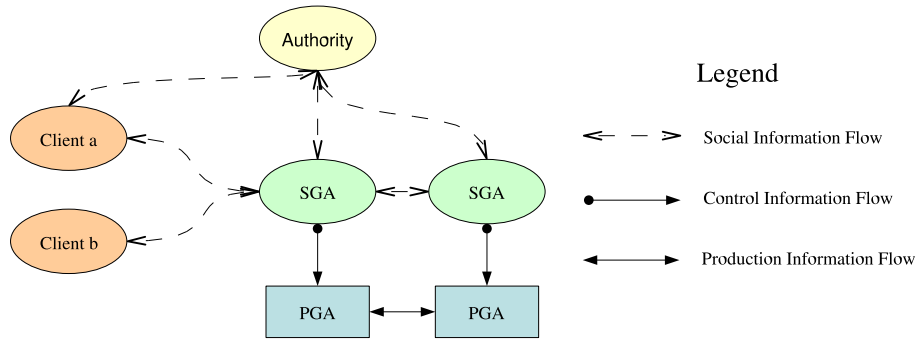 Authority
Legend
Client a
Social Information Flow
SGA
SGA
Control Information Flow
Client b
Production Information Flow
PGA
PGA